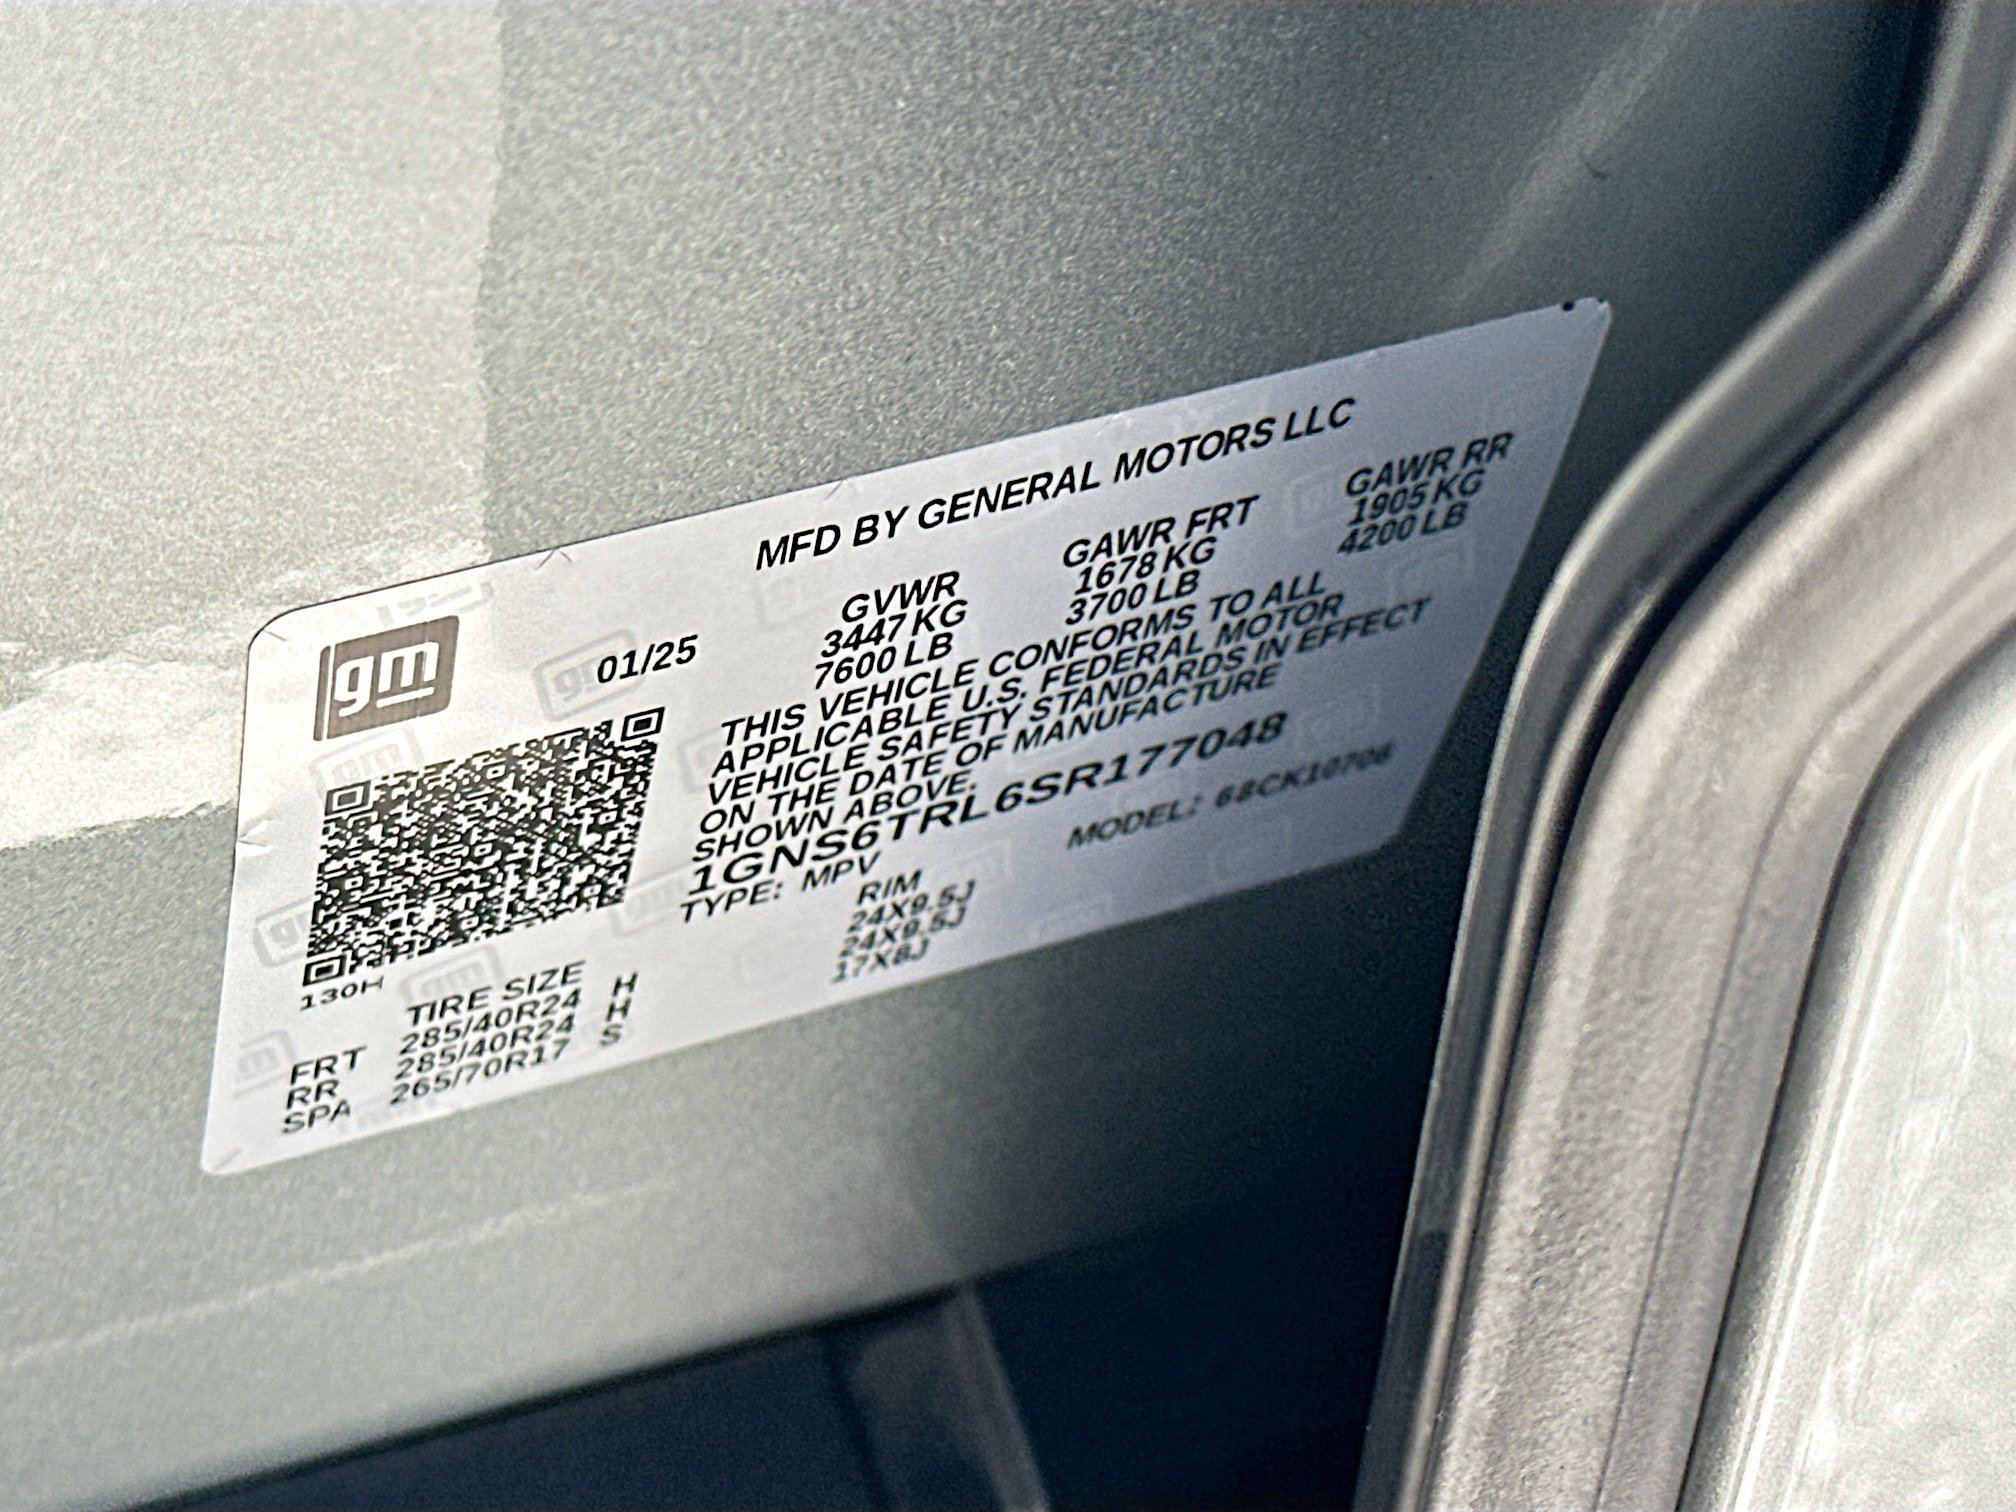 gm
MFD BY GENERAL MOTORS LLC
01/25
GVWR GAWR FRT GAWR RR
3447 KG 1678 KG 1905 KG
7600 LB 3700 LB 4200 LB
THIS VEHICLE CONFORMS TO ALL
APPLICABLE U.S. FEDERAL MOTOR
VEHICLE SAFETY STANDARDS IN EFFECT
ON THE DATE OF MANUFACTURE
SHOWN ABOVE.
1GNS6TRL6SR177048
TYPE: MPV MODEL: 
130H
TIRE SIZE RIM
FRT 285/40R24 H 24X9.5J
RR 285/40R24 H 24X9.5J
SPA 265/70R17 S 17X8J